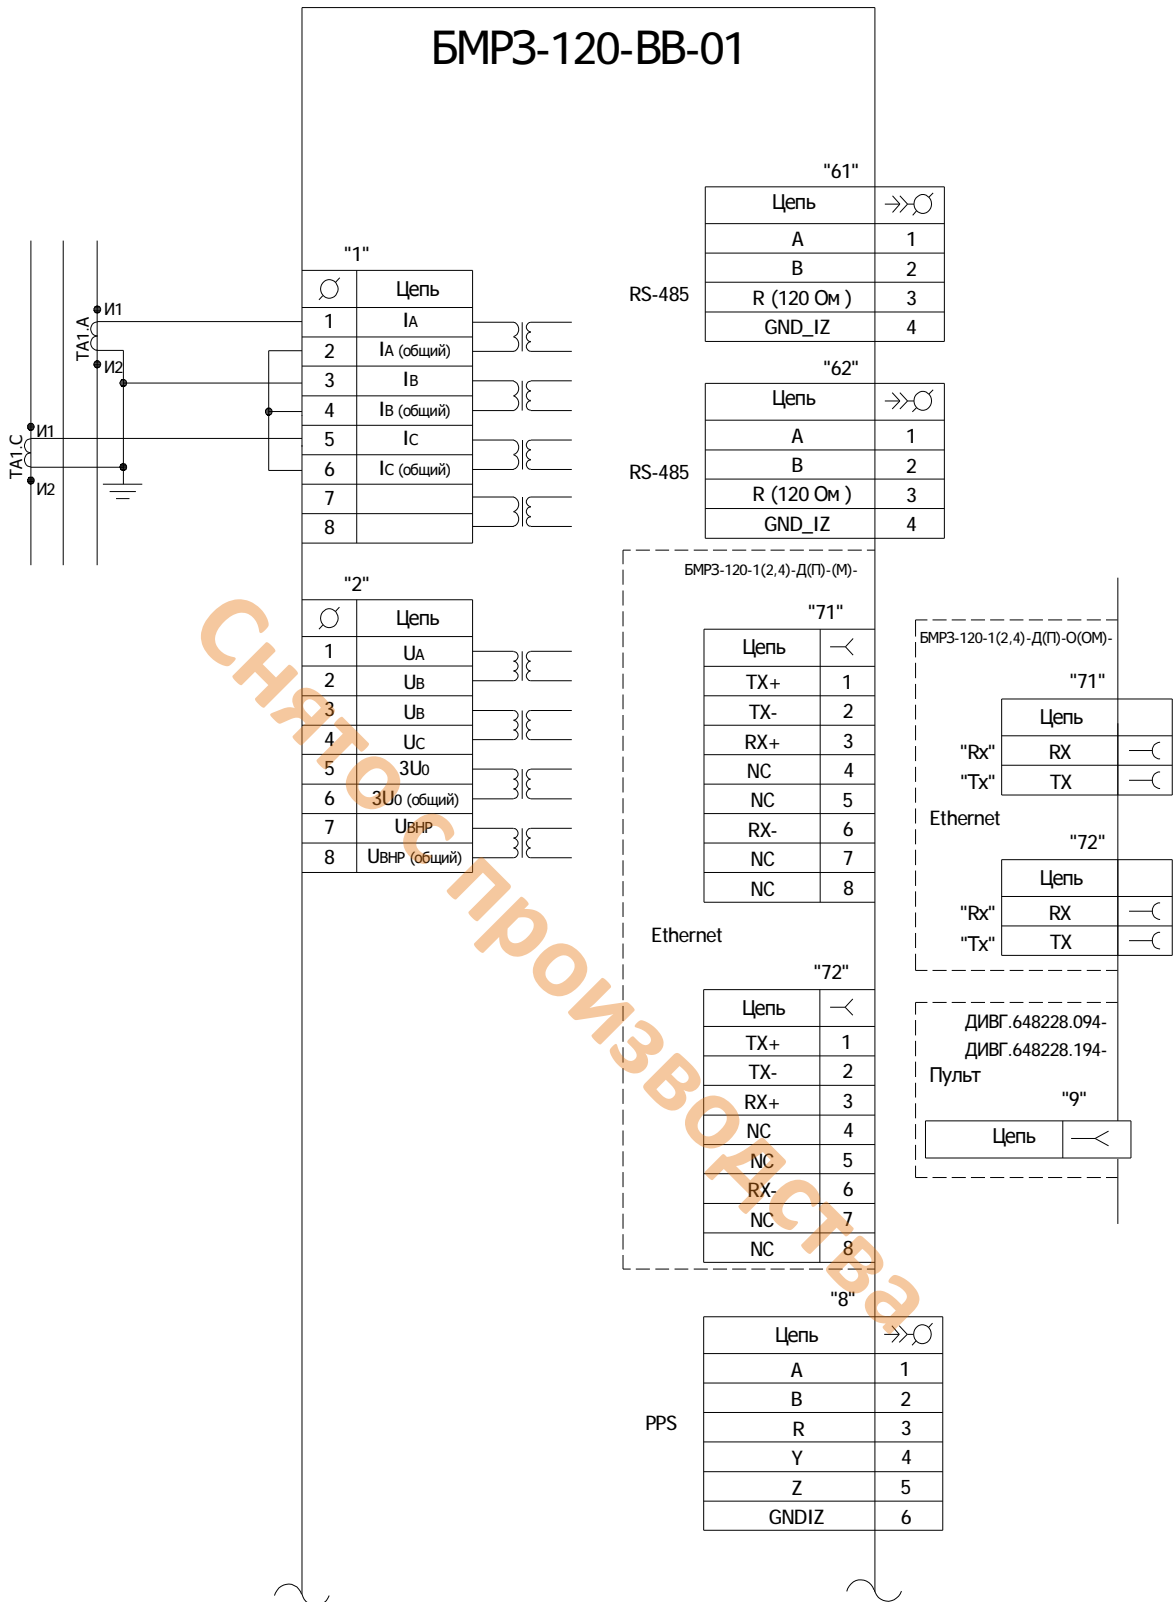 БМРЗ-120-ВВ-01
"61"
Цепь
A 1
B 2
RS-485
R (120 Ом ) 3
GND_IZ 4
"62"
Цепь
A 1
B 2
RS-485
R (120 Ом ) 3
GND_IZ 4
"1"
Цепь
1 IA
2 IA (общий)
3 IB
4 IB (общий)
5 IC
6 IC (общий)
7
8
И1
TA1.A
И2
И1
TA1.C
И2
"2"
Цепь
1 UA
2 UB
3 UB
4 UC
5 3U0
6 3U0 (общий)
7 UВНР
8 UВНР (общий)
БМРЗ-120-1(2,4)-Д(П)-(М)-
"71"
Цепь
TX+ 1
TX- 2
RX+ 3
NC 4
NC 5
RX- 6
NC 7
NC 8
Ethernet
"72"
Цепь
TX+ 1
TX- 2
RX+ 3
NC 4
NC 5
RX- 6
NC 7
NC 8
БМРЗ-120-1(2,4)-Д(П)-О(ОМ)-
"71"
Цепь
"Rx" RX
"Tx" TX
Ethernet
"72"
Цепь
"Rx" RX
"Tx" TX
ДИВГ.648228.094-
ДИВГ.648228.194-
Пульт
"9"
Цепь
"8"
Цепь
A 1
B 2
PPS
R 3
Y 4
Z 5
GNDIZ 6
Снято с производства